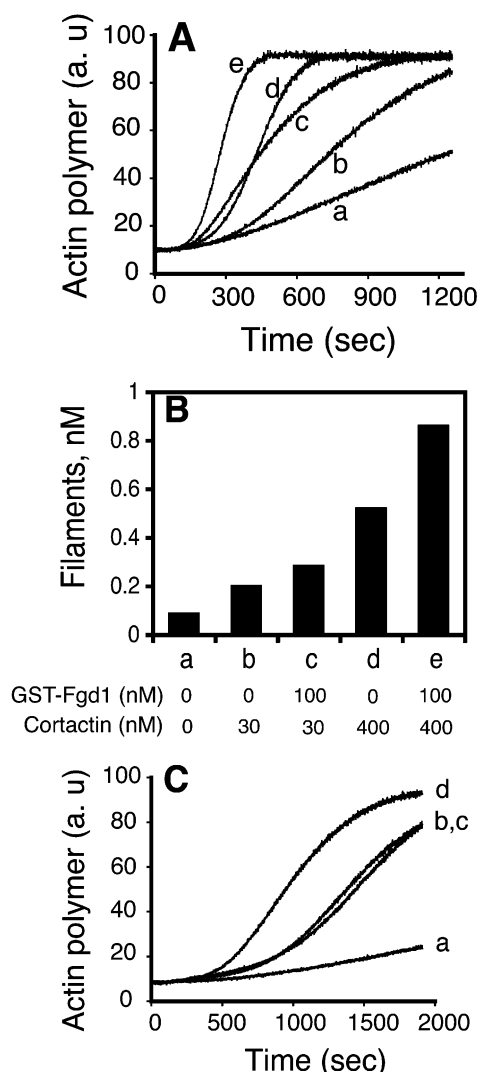 A
Actin polymer (a. u)
100
80
60
40
20
0
e
d
c
b
a
0 300 600 900 1200
Time (sec)
B
Filaments, nM
1
0.8
0.6
0.4
0.2
0
a b c d e
GST-Fgd1 (nM) 0 0 100 0 100
Cortactin (nM) 0 30 30 400 400
C
Actin polymer (a. u)
100
80
60
40
20
0
d
b,c
a
0 500 1000 1500 2000
Time (sec)